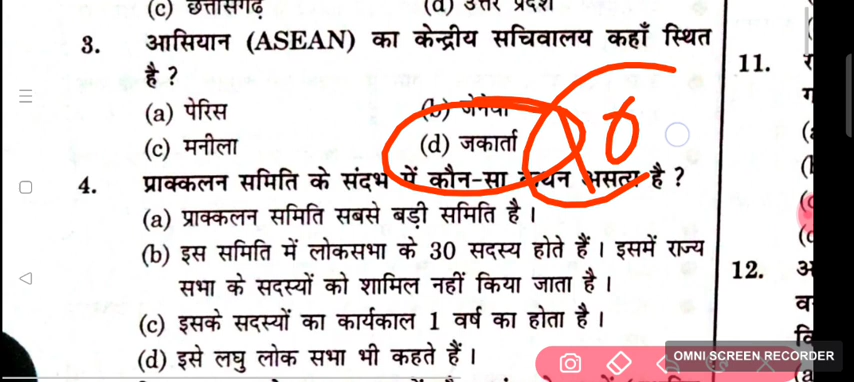 (c) छत्तीसगढ़ (d) उत्तर प्रदेश
3. आसियान (ASEAN) का केन्द्रीय सचिवालय कहाँ स्थित
है ?
(a) पेरिस (b) जेनेवा
(c) मनीला (d) जकार्ता
10
4. प्राक्कलन समिति के संदर्भ में कौन-सा कथन असत्य है ?
(a) प्राक्कलन समिति सबसे बड़ी समिति है।
(b) इस समिति में लोकसभा के 30 सदस्य होते हैं। इसमें राज्य
सभा के सदस्यों को शामिल नहीं किया जाता है।
(c) इसके सदस्यों का कार्यकाल 1 वर्ष का होता है।
(d) इसे लघु लोक सभा भी कहते हैं।
11.
12.
OMNI SCREEN RECORDER